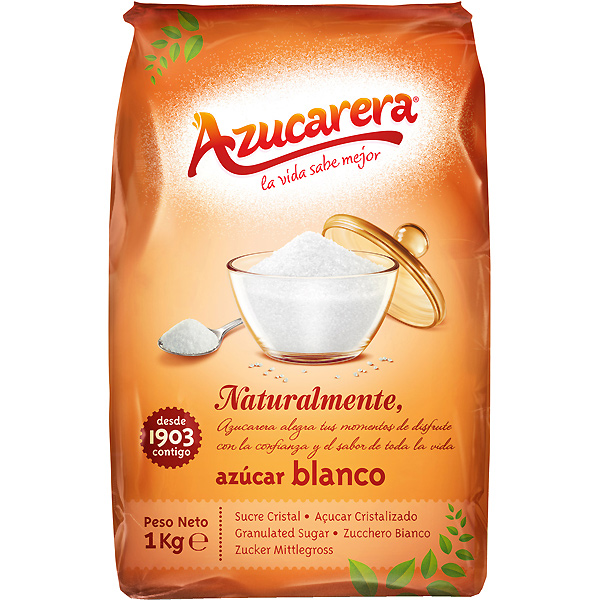 Azucarera®
la vida sabe mejor
Naturalmente,
Azucarera alegra tus momentos de disfrute
con la confianza y el sabor de toda la vida
desde
1903
contigo
azúcar blanco
Peso Neto
1Kg ℮
Sucre Cristal • Açucar Cristalizado
Granulated Sugar • Zucchero Bianco
Zucker Mittlegross